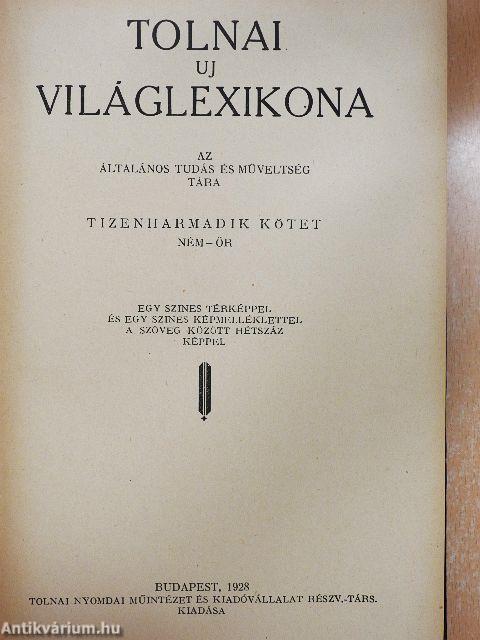 TOLNAI
UJ
VILÁGLEXIKONA
AZ
ÁLTALÁNOS TUDÁS ÉS MŰVELTSÉG
TÁRA
TIZENHARMADIK KÖTET
NÉM–ŐR
EGY SZINES TÉRKÉPPEL
ÉS EGY SZINES KÉPMELLÉKLETTEL
A SZÖVEG KÖZÖTT HÉTSZÁZ
KÉPPEL
BUDAPEST, 1928
TOLNAI NYOMDAI MŰINTÉZET ÉS KIADÓVÁLLALAT RÉSZV.-TÁRS.
KIADÁSA
Antikvárium.hu